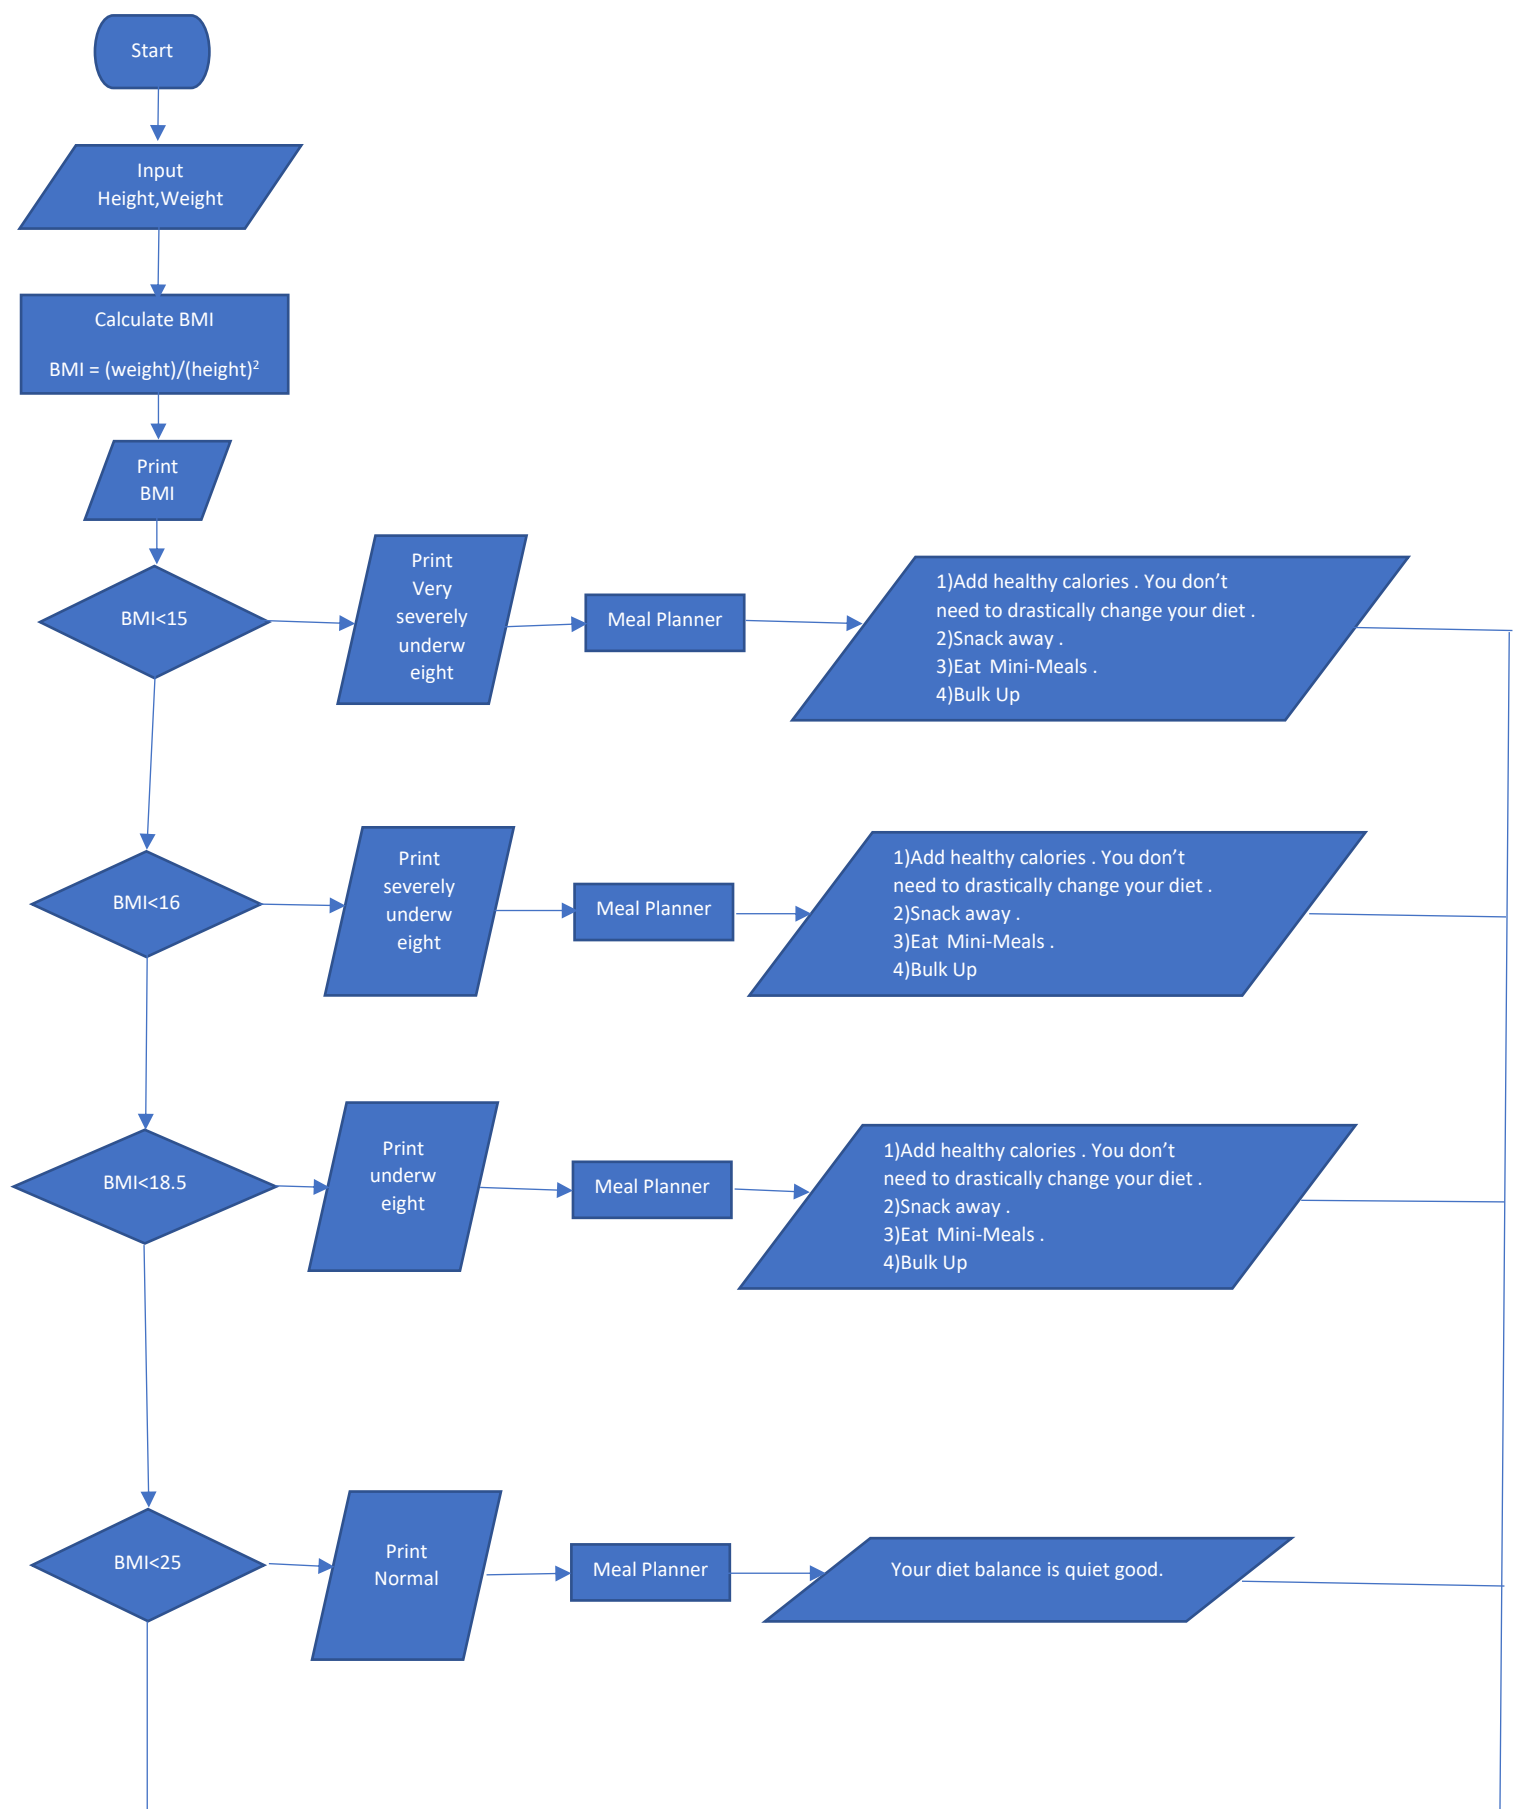 Start
Input
Height,Weight
Calculate BMI
BMI = (weight)/(height)²
Print
BMI
BMI<15
Print
Very
severely
underw
eight
Meal Planner
1)Add healthy calories . You don’t
need to drastically change your diet .
2)Snack away .
3)Eat Mini-Meals .
4)Bulk Up
BMI<16
Print
severely
underw
eight
Meal Planner
1)Add healthy calories . You don’t
need to drastically change your diet .
2)Snack away .
3)Eat Mini-Meals .
4)Bulk Up
BMI<18.5
Print
underw
eight
Meal Planner
1)Add healthy calories . You don’t
need to drastically change your diet .
2)Snack away .
3)Eat Mini-Meals .
4)Bulk Up
BMI<25
Print
Normal
Meal Planner
Your diet balance is quiet good.